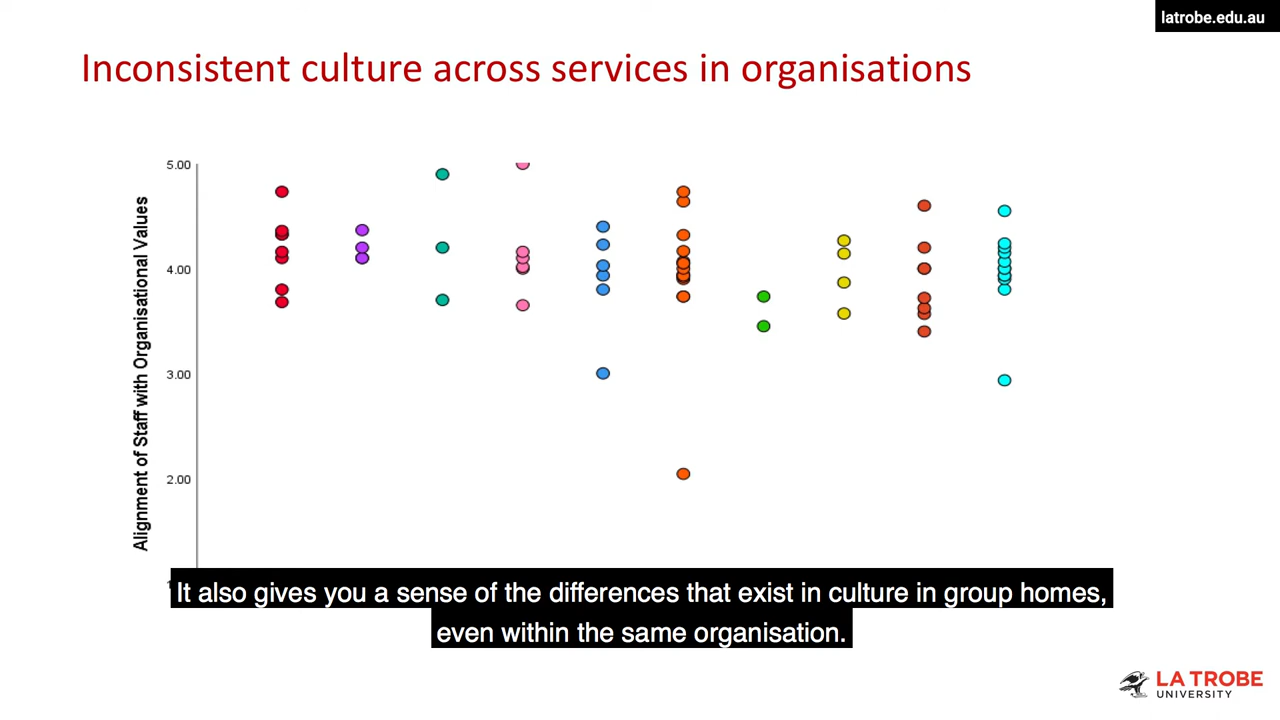 latrobe.edu.au
Inconsistent culture across services in organisations
Alignment of Staff with Organisational Values
5.00
4.00
3.00
2.00
It also gives you a sense of the differences that exist in culture in group homes,
even within the same organisation.
LA TROBE
UNIVERSITY